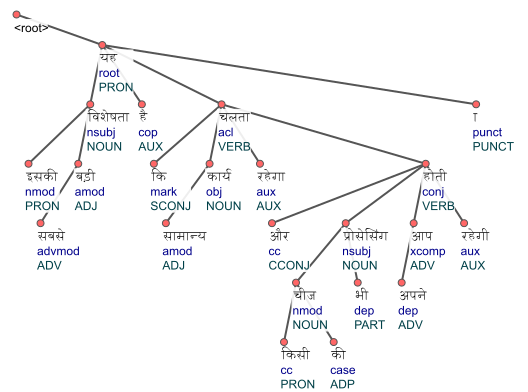 <root>
यह
root
PRON
विशेषता है चलता ा
nsubj cop acl punct
NOUN AUX VERB PUNCT
इसकी बड़ी कि कार्य रहेगा होती
nmod amod mark obj aux conj
PRON ADJ SCONJ NOUN AUX VERB
सबसे सामान्य और प्रोसेसिंग आप रहेगी
advmod amod cc nsubj xcomp aux
ADV ADJ CCONJ NOUN ADV AUX
चीज भी अपने
nmod dep dep
NOUN PART ADV
किसी की
cc case
PRON ADP